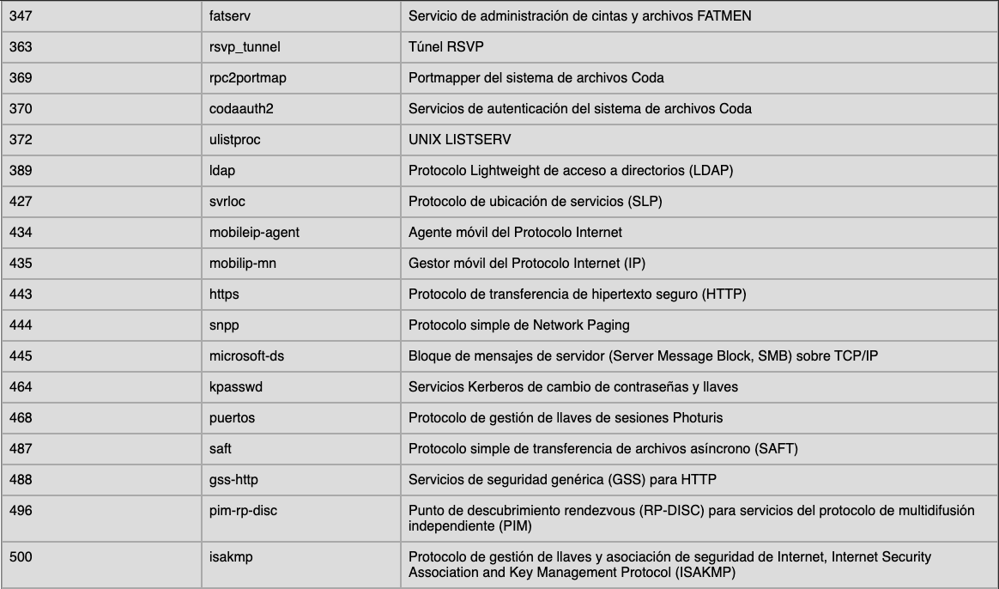 347 fatserv Servicio de administración de cintas y archivos FATMEN
363 rsvp_tunnel Túnel RSVP
369 rpc2portmap Portmapper del sistema de archivos Coda
370 codaauth2 Servicios de autenticación del sistema de archivos Coda
372 ulistproc UNIX LISTSERV
389 ldap Protocolo Lightweight de acceso a directorios (LDAP)
427 svrloc Protocolo de ubicación de servicios (SLP)
434 mobileip-agent Agente móvil del Protocolo Internet
435 mobilip-mn Gestor móvil del Protocolo Internet (IP)
443 https Protocolo de transferencia de hipertexto seguro (HTTP)
444 snpp Protocolo simple de Network Paging
445 microsoft-ds Bloque de mensajes de servidor (Server Message Block, SMB) sobre TCP/IP
464 kpasswd Servicios Kerberos de cambio de contraseñas y llaves
468 puertos Protocolo de gestión de llaves de sesiones Photuris
487 saft Protocolo simple de transferencia de archivos asíncrono (SAFT)
488 gss-http Servicios de seguridad genérica (GSS) para HTTP
496 pim-rp-disc Punto de descubrimiento rendezvous (RP-DISC) para servicios del protocolo de multidifusión
independiente (PIM)
500 isakmp Protocolo de gestión de llaves y asociación de seguridad de Internet, Internet Security
Association and Key Management Protocol (ISAKMP)